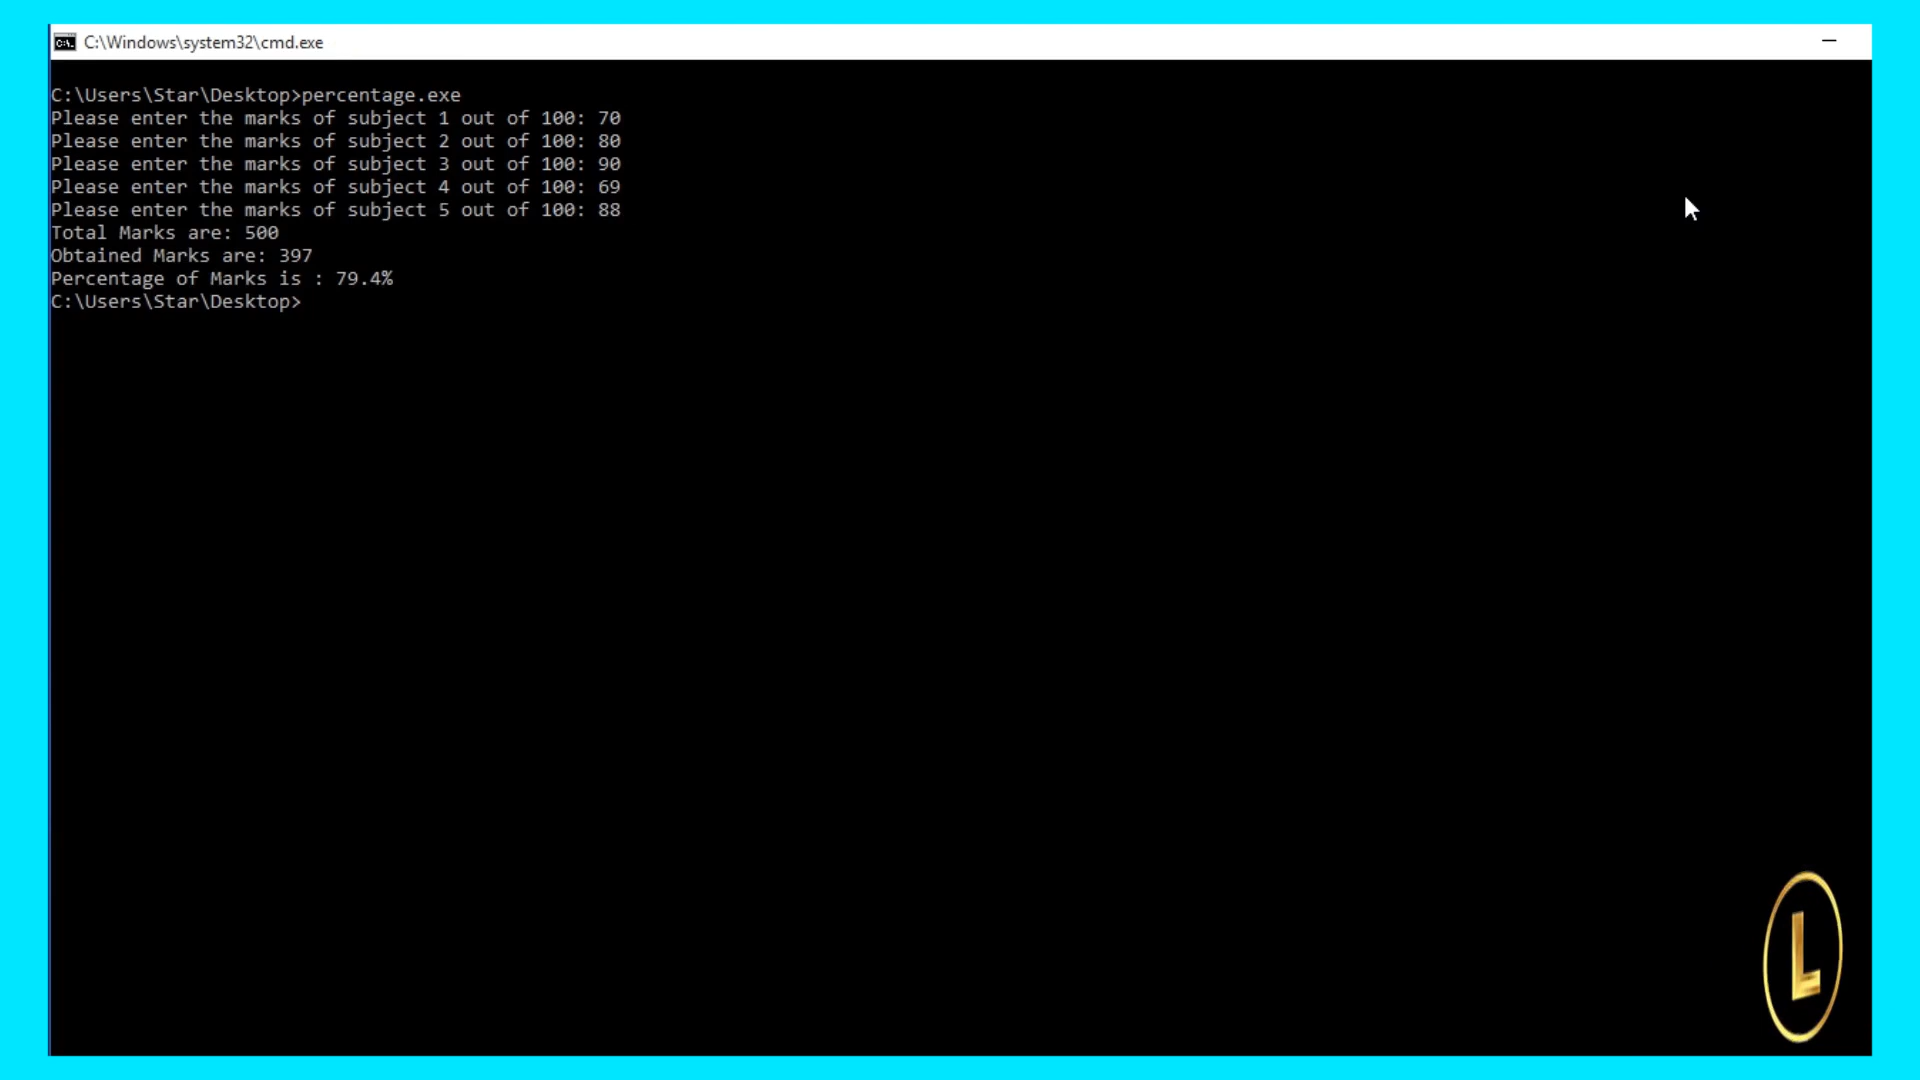 C:\Windows\system32\cmd.exe
C:\Users\Star\Desktop>percentage.exe
Please enter the marks of subject 1 out of 100: 70
Please enter the marks of subject 2 out of 100: 80
Please enter the marks of subject 3 out of 100: 90
Please enter the marks of subject 4 out of 100: 69
Please enter the marks of subject 5 out of 100: 88
Total Marks are: 500
Obtained Marks are: 397
Percentage of Marks is : 79.4%
C:\Users\Star\Desktop>
L